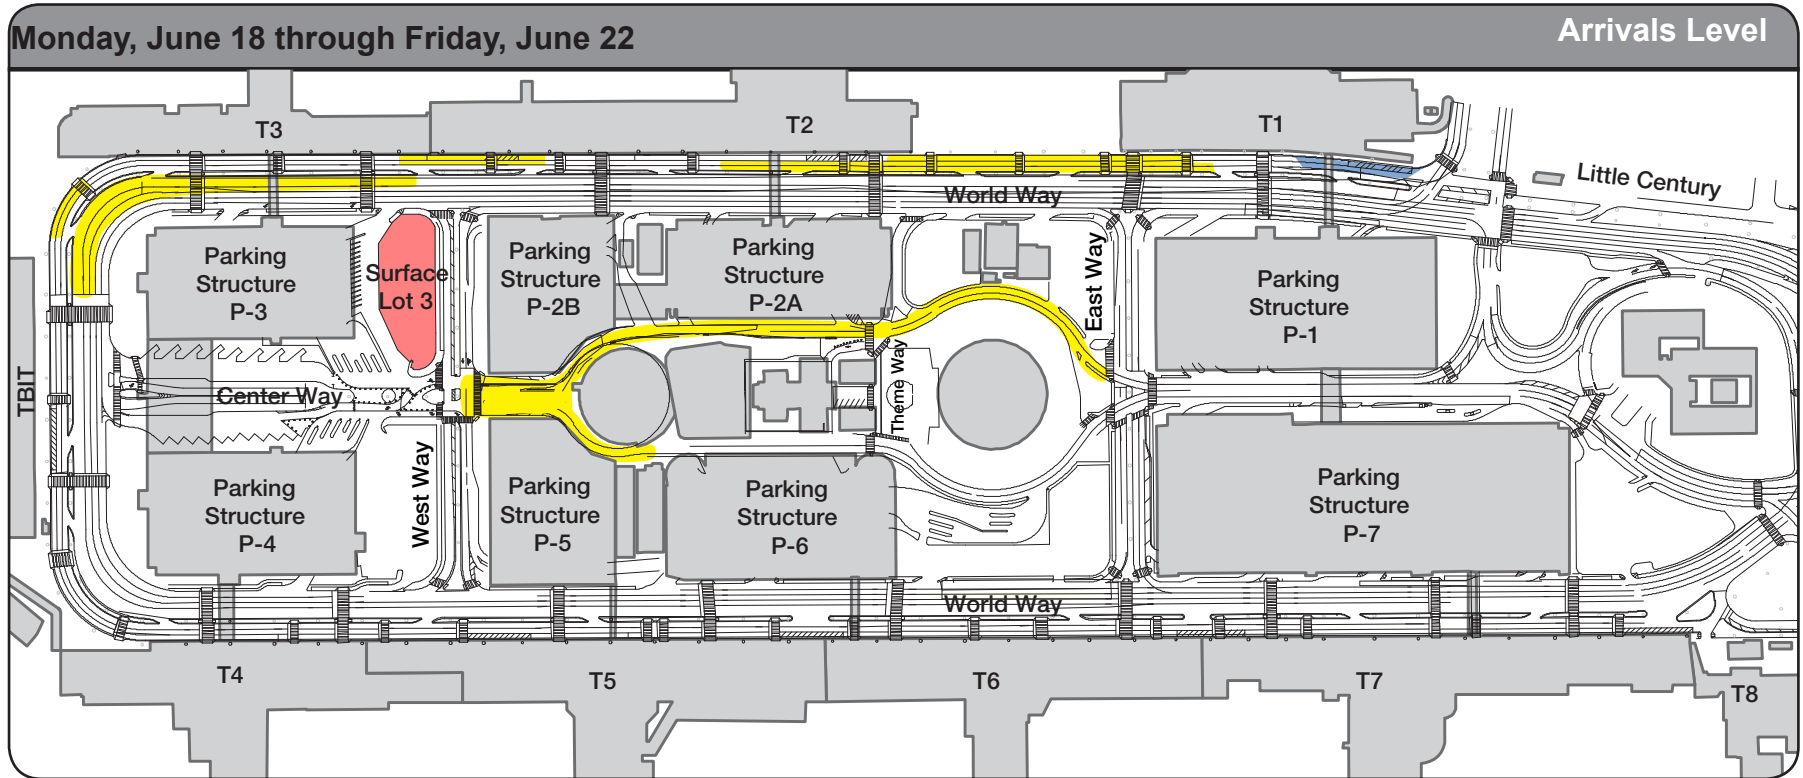 Monday, June 18 through Friday, June 22
Arrivals Level
T3
T2
T1
Little Century
World Way
Parking
Structure
P-3
Surface
Lot 3
Parking
Structure
P-2B
Parking
Structure
P-2A
East Way
Parking
Structure
P-1
TBIT
Center Way
Theme Way
West Way
Parking
Structure
P-4
Parking
Structure
P-5
Parking
Structure
P-6
Parking
Structure
P-7
World Way
T4
T5
T6
T7
T8